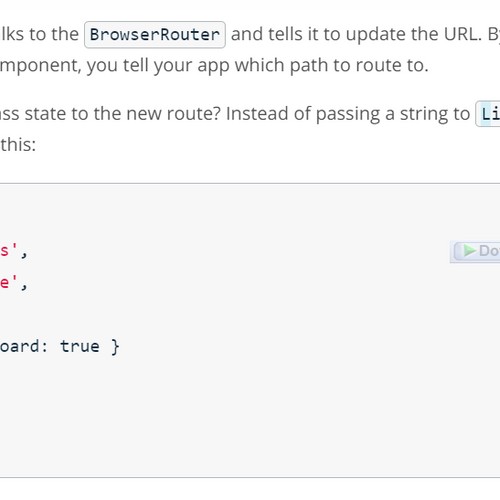 lks to the BrowserRouter and tells it to update the URL. B
mponent, you tell your app which path to route to.
ss state to the new route? Instead of passing a string to Li
this:
s',
Do
e',
oard: true }